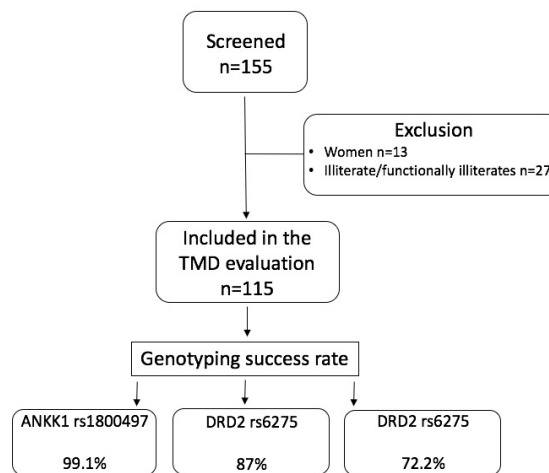 Screened
n=155
Exclusion
• Women n=13
• Illiterate/functionally illiterates n=27
Included in the
TMD evaluation
n=115
Genotyping success rate
ANKK1 rs1800497
99.1%
DRD2 rs6275
87%
DRD2 rs6275
72.2%